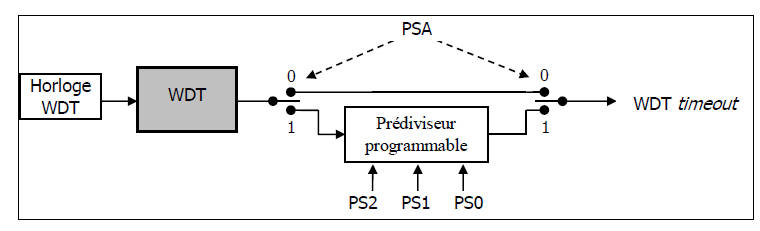 PSA
0
0
Horloge
WDT
WDT
WDT timeout
1
Prédiviseur
programmable
1
PS2
PS1
PS0